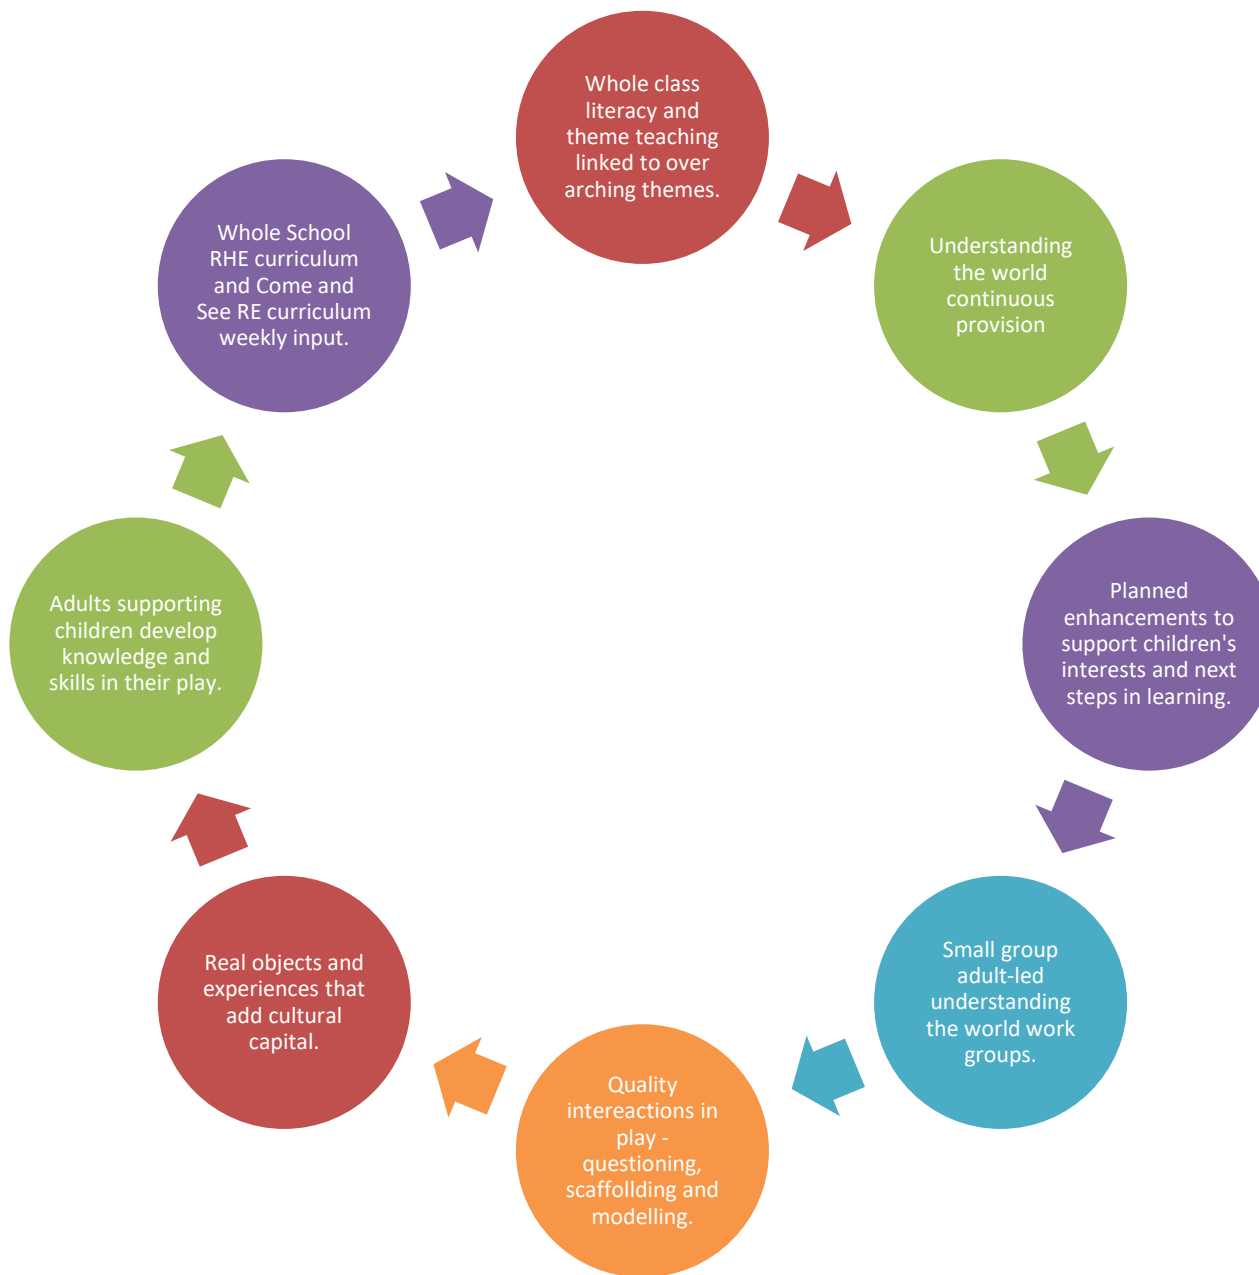 Whole class
literacy and
theme teaching
linked to over
arching themes.
Understanding
the world
continuous
provision
Planned
enhancements to
support children's
interests and next
steps in learning.
Small group
adult-led
understanding
the world work
groups.
Quality
intereactions in
play -
questioning,
scaffollding and
modelling.
Real objects and
experiences that
add cultural
capital.
Adults supporting
children develop
knowledge and
skills in their play.
Whole School
RHE curriculum
and Come and
See RE curriculum
weekly input.